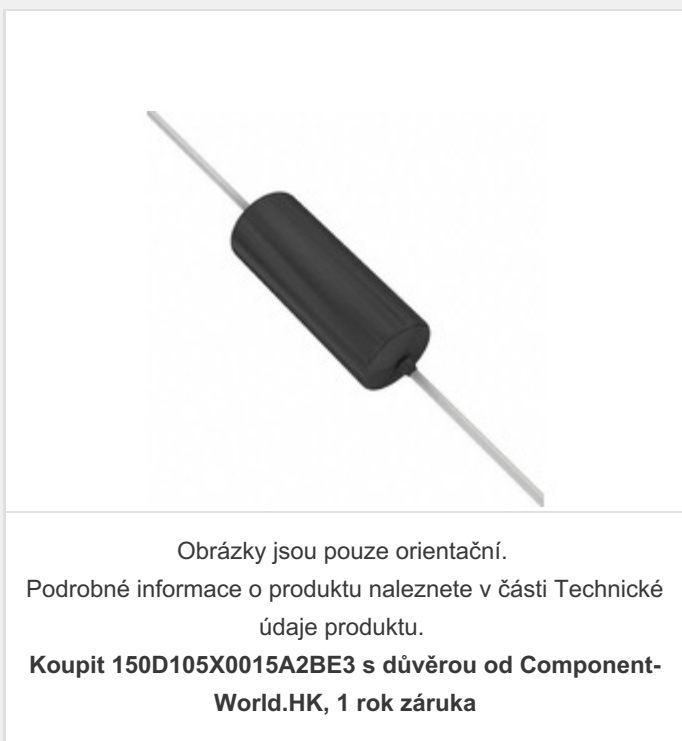 Obrázky jsou pouze orientační.
Podrobné informace o produktu naleznete v části Technické
údaje produktu.
Koupit 150D105X0015A2BE3 s důvěrou od Component-
World.HK, 1 rok záruka